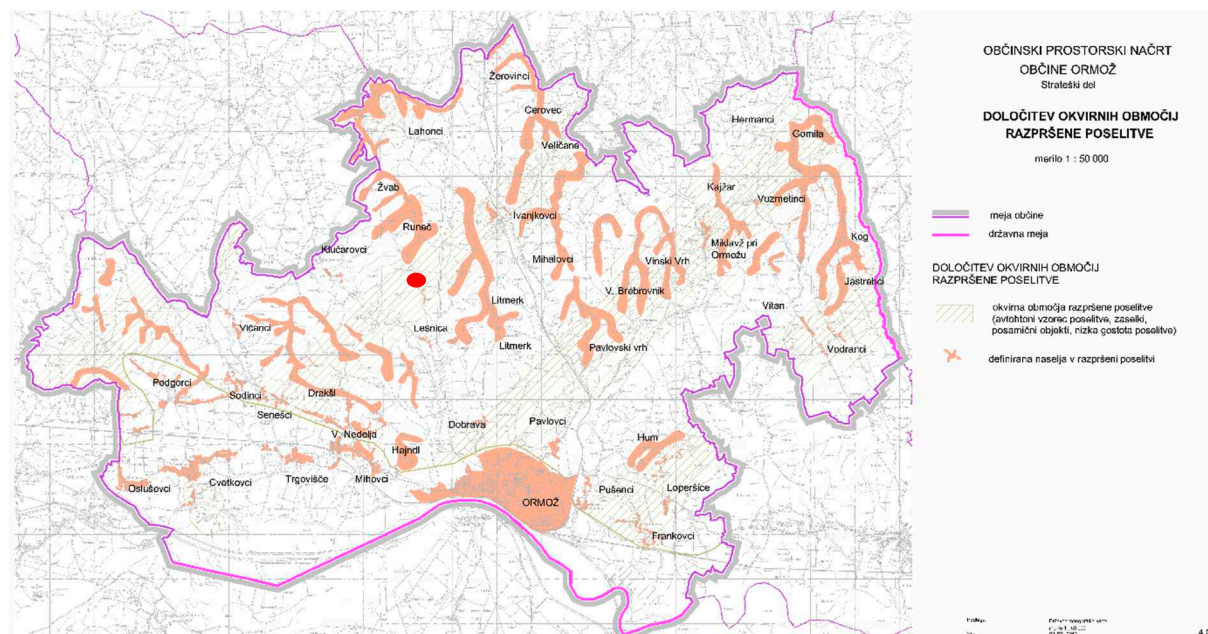 OBČINSKI PROSTORSKI NAČRT
OBČINE ORMOŽ
Strateški del
DOLOČITEV OKVIRNIH OBMOČIJ
RAZPRŠENE POSELITVE
merilo 1 : 50 000
meja občine
državna meja
DOLOČITEV OKVIRNIH OBMOČIJ
RAZPRŠENE POSELITVE
okvirna območja razpršene poselitve
(avtohtoni vzorec poselitve, zaselki,
posamični objekti, nizka gostota poselitve)
definirana naselja v razpršeni poselitvi
Žerovinci
Cerovec
Lahonci
Veličane
Hermanci
Gomila
Žvab
Kajžar
Vuzmetinci
Runeč
Ivanjkovci
Ključarovci
Mihalovci
Vinski Vrh
Miklavž pri
Ormožu
Kog
Jastrebci
V. Brebrovnik
Litmerk
Vitan
Vičanci
Lešnica
Litmerk
Pavlovski vrh
Vodranci
Podgorci
Sodinci
Drakšl
Senešci
Dobrava
Pavlovci
V. Nedelja
Hajndl
Hum
Osluševci
Cvetkovci
Trgovišče
Mihovci
ORMOŽ
Pušenci
Loperšice
Frankovci